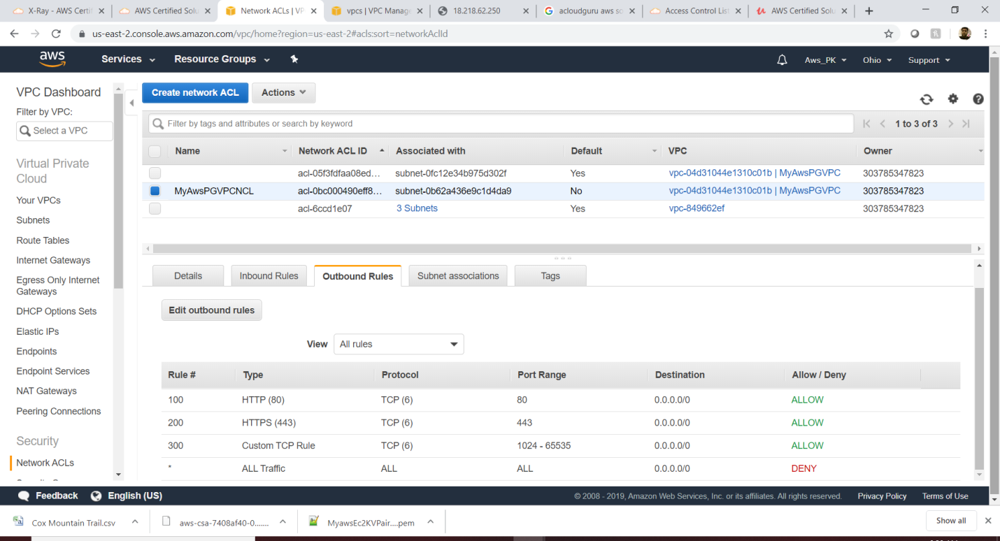 X-Ray - AWS Certif
AWS Certified Solu
Network ACLs | VP
vpcs | VPC Manage
18.218.62.250
acloudguru aws so
Access Control List
AWS Certified Solu
us-east-2.console.aws.amazon.com/vpc/home?region=us-east-2#acls:sort=networkAclId
aws Services Resource Groups Aws_PK Ohio Support
VPC Dashboard
Filter by VPC:
Select a VPC
Virtual Private
Cloud
Your VPCs
Subnets
Route Tables
Internet Gateways
Egress Only Internet
Gateways
DHCP Options Sets
Elastic IPs
Endpoints
Endpoint Services
NAT Gateways
Peering Connections
Security
Network ACLs
Create network ACL Actions
Filter by tags and attributes or search by keyword 1 to 3 of 3
Name Network ACL ID Associated with Default VPC Owner
acl-05f3fdfaa08ed... subnet-0fc12e34b975d302f Yes vpc-04d31044e1310c01b | MyAwsPGVPC 303785347823
MyAwsPGVPCNCL acl-0bc000490eff8... subnet-0b62a436e9c1d4da9 No vpc-04d31044e1310c01b | MyAwsPGVPC 303785347823
acl-6ccd1e07 3 Subnets Yes vpc-849662ef 303785347823
Details Inbound Rules Outbound Rules Subnet associations Tags
Edit outbound rules
View All rules
Rule # Type Protocol Port Range Destination Allow / Deny
100 HTTP (80) TCP (6) 80 0.0.0.0/0 ALLOW
200 HTTPS (443) TCP (6) 443 0.0.0.0/0 ALLOW
300 Custom TCP Rule TCP (6) 1024 - 65535 0.0.0.0/0 ALLOW
* ALL Traffic ALL ALL 0.0.0.0/0 DENY
Feedback English (US) © 2008 - 2019, Amazon Web Services, Inc. or its affiliates. All rights reserved. Privacy Policy Terms of Use
Cox Mountain Trail.csv aws-csa-7408af40-0....... MyawsEc2KVPair....pem Show all